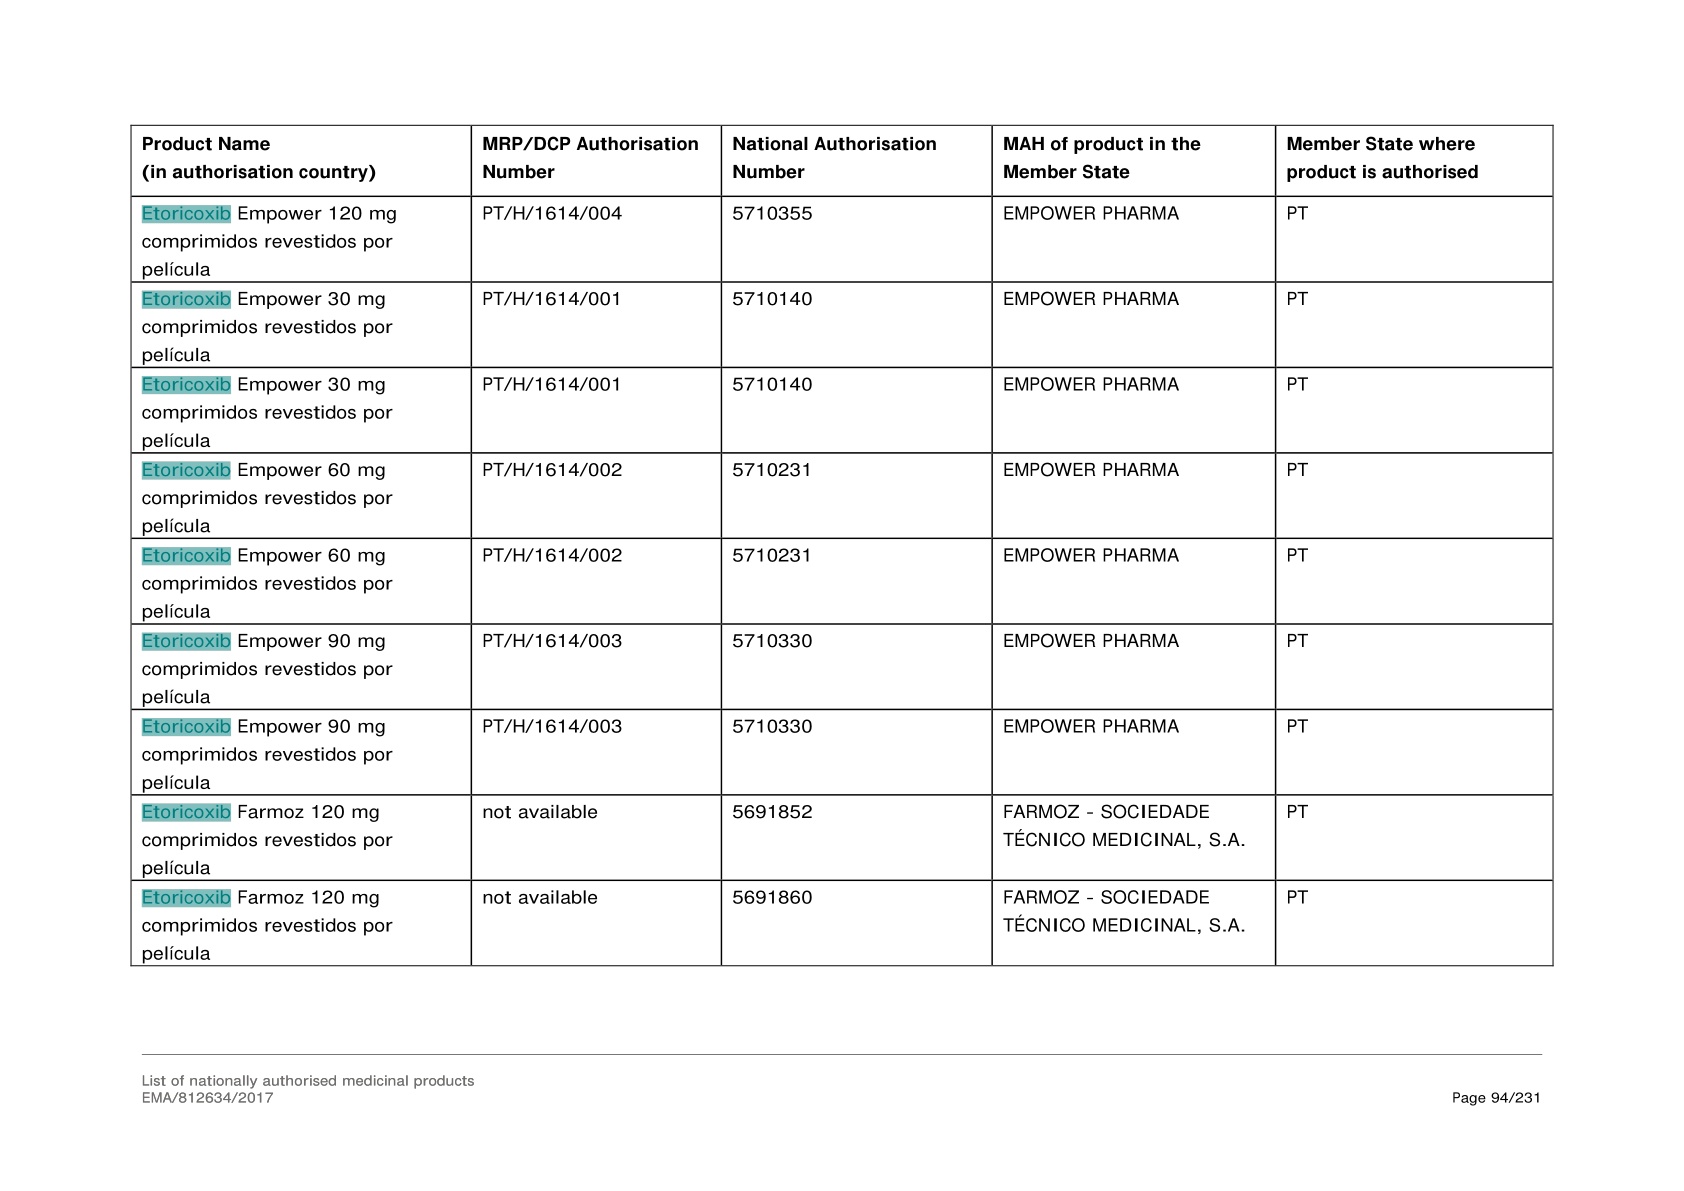 Product Name
(in authorisation country)
MRP/DCP Authorisation
Number
National Authorisation
Number
MAH of product in the
Member State
Member State where
product is authorised
Etoricoxib Empower 120 mg
comprimidos revestidos por
película
PT/H/1614/004
5710355
EMPOWER PHARMA
PT
Etoricoxib Empower 30 mg
comprimidos revestidos por
película
PT/H/1614/001
5710140
EMPOWER PHARMA
PT
Etoricoxib Empower 30 mg
comprimidos revestidos por
película
PT/H/1614/001
5710140
EMPOWER PHARMA
PT
Etoricoxib Empower 60 mg
comprimidos revestidos por
película
PT/H/1614/002
5710231
EMPOWER PHARMA
PT
Etoricoxib Empower 60 mg
comprimidos revestidos por
película
PT/H/1614/002
5710231
EMPOWER PHARMA
PT
Etoricoxib Empower 90 mg
comprimidos revestidos por
película
PT/H/1614/003
5710330
EMPOWER PHARMA
PT
Etoricoxib Empower 90 mg
comprimidos revestidos por
película
PT/H/1614/003
5710330
EMPOWER PHARMA
PT
Etoricoxib Farmoz 120 mg
comprimidos revestidos por
película
not available
5691852
FARMOZ - SOCIEDADE
TÉCNICO MEDICINAL, S.A.
PT
Etoricoxib Farmoz 120 mg
comprimidos revestidos por
película
not available
5691860
FARMOZ - SOCIEDADE
TÉCNICO MEDICINAL, S.A.
PT
List of nationally authorised medicinal products
EMA/812634/2017
Page 94/231